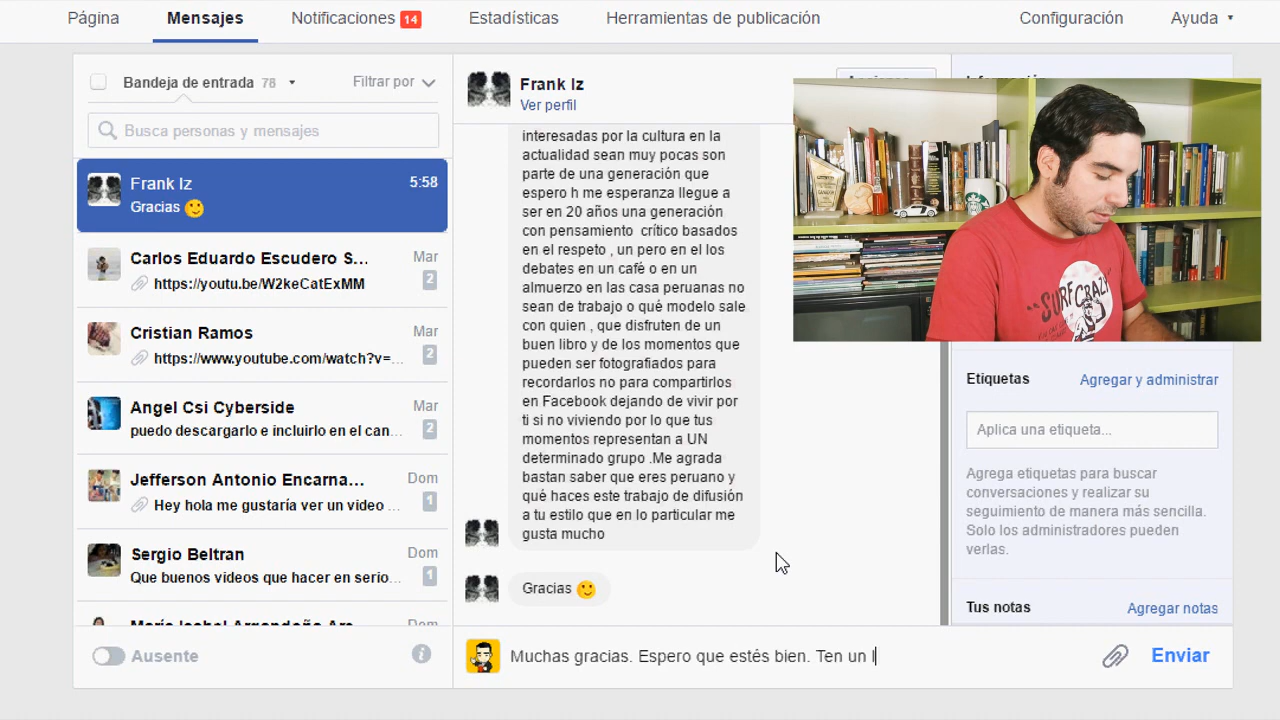 Página Mensajes Notificaciones 14 Estadísticas Herramientas de publicación Configuración Ayuda
Bandeja de entrada 76 Filtrar por
Busca personas y mensajes
Frank Iz 5:58
Gracias 🙂
Carlos Eduardo Escudero S... Mar
https://youtu.be/W2keCatExMM 2
Cristian Ramos Mar
https://www.youtube.com/watch?v=... 2
Angel Csi Cyberside Mar
puedo descargarlo e incluirlo en el can... 2
Jefferson Antonio Encarna... Dom
Hey hola me gustaría ver un video ... 1
Sergio Beltran Dom
Que buenos videos que hacer en serio... 1
Dom
Ausente
Frank Iz
Ver perfil
interesadas por la cultura en la
actualidad sean muy pocas son
parte de una generación que
espero h me esperanza llegue a
ser en 20 años una generación
con pensamiento crítico basados
en el respeto , un pero en el los
debates en un café o en un
almuerzo en las casa peruanas no
sean de trabajo o qué modelo sale
con quien , que disfruten de un
buen libro y de los momentos que
pueden ser fotografiados para
recordarlos no para compartirlos
en Facebook dejando de vivir por
ti si no viviendo por lo que tus
momentos representan a UN
determinado grupo .Me agrada
bastan saber que eres peruano y
qué haces este trabajo de difusión
a tu estilo que en lo particular me
gusta mucho
Gracias 🙂
Muchas gracias. Espero que estés bien. Ten un l
Enviar
SURF CRAZY
Etiquetas Agregar y administrar
Aplica una etiqueta...
Agrega etiquetas para buscar
conversaciones y realizar su
seguimiento de manera más sencilla.
Solo los administradores pueden
verlas.
Tus notas Agregar notas